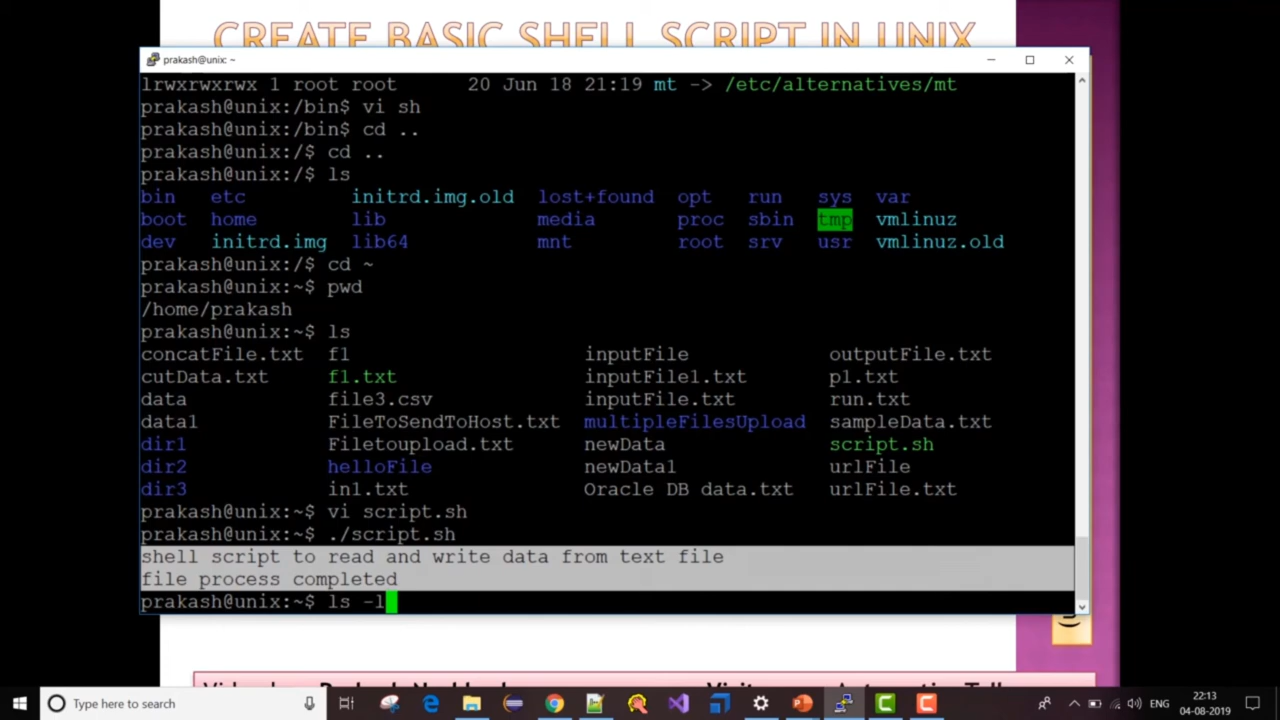 CREATE BASIC SHELL SCRIPT IN UNIX
prakash@unix: ~
lrwxrwxrwx 1 root root 20 Jun 18 21:19 mt -> /etc/alternatives/mt
prakash@unix:/bin$ vi sh
prakash@unix:/bin$ cd ..
prakash@unix:/$ cd ..
prakash@unix:/$ ls
bin etc initrd.img.old lost+found opt run sys var
boot home lib media proc sbin tmp vmlinuz
dev initrd.img lib64 mnt root srv usr vmlinuz.old
prakash@unix:/$ cd ~
prakash@unix:~$ pwd
/home/prakash
prakash@unix:~$ ls
concatFile.txt f1 inputFile outputFile.txt
cutData.txt f1.txt inputFile1.txt p1.txt
data file3.csv inputFile.txt run.txt
data1 FileToSendToHost.txt multipleFilesUpload sampleData.txt
dir1 Filetoupload.txt newData script.sh
dir2 helloFile newData1 urlFile
dir3 in1.txt Oracle DB data.txt urlFile.txt
prakash@unix:~$ vi script.sh
prakash@unix:~$ ./script.sh
shell script to read and write data from text file
file process completed
prakash@unix:~$ ls -l
Type here to search
ENG
22:13
04-08-2019